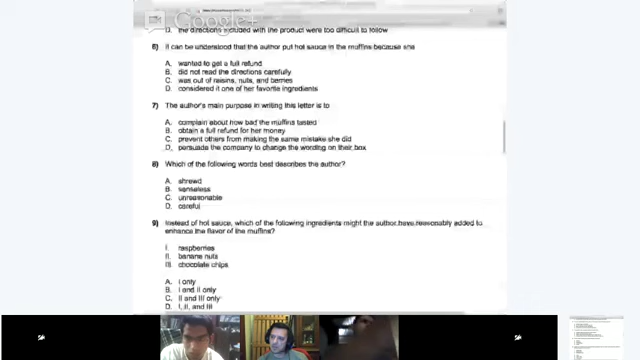 Google+
D. the directions included with the product were too difficult to follow
6) It can be understood that the author put hot sauce in the muffins because she
A. wanted to get a full refund
B. did not read the directions carefully
C. was out of raisins, nuts, and berries
D. considered it one of her favorite ingredients
7) The author's main purpose in writing this letter is to
A. complain about how bad the muffins tasted
B. obtain a full refund for her money
C. prevent others from making the same mistake she did
D. persuade the company to change the wording on their box
8) Which of the following words best describes the author?
A. shrewd
B. senseless
C. unreasonable
D. careful
9) Instead of hot sauce, which of the following ingredients might the author have reasonably added to
enhance the flavor of the muffins?
I. raspberries
II. banana nuts
III. chocolate chips
A. I only
B. I and II only
C. II and III only
D. I, II, and III